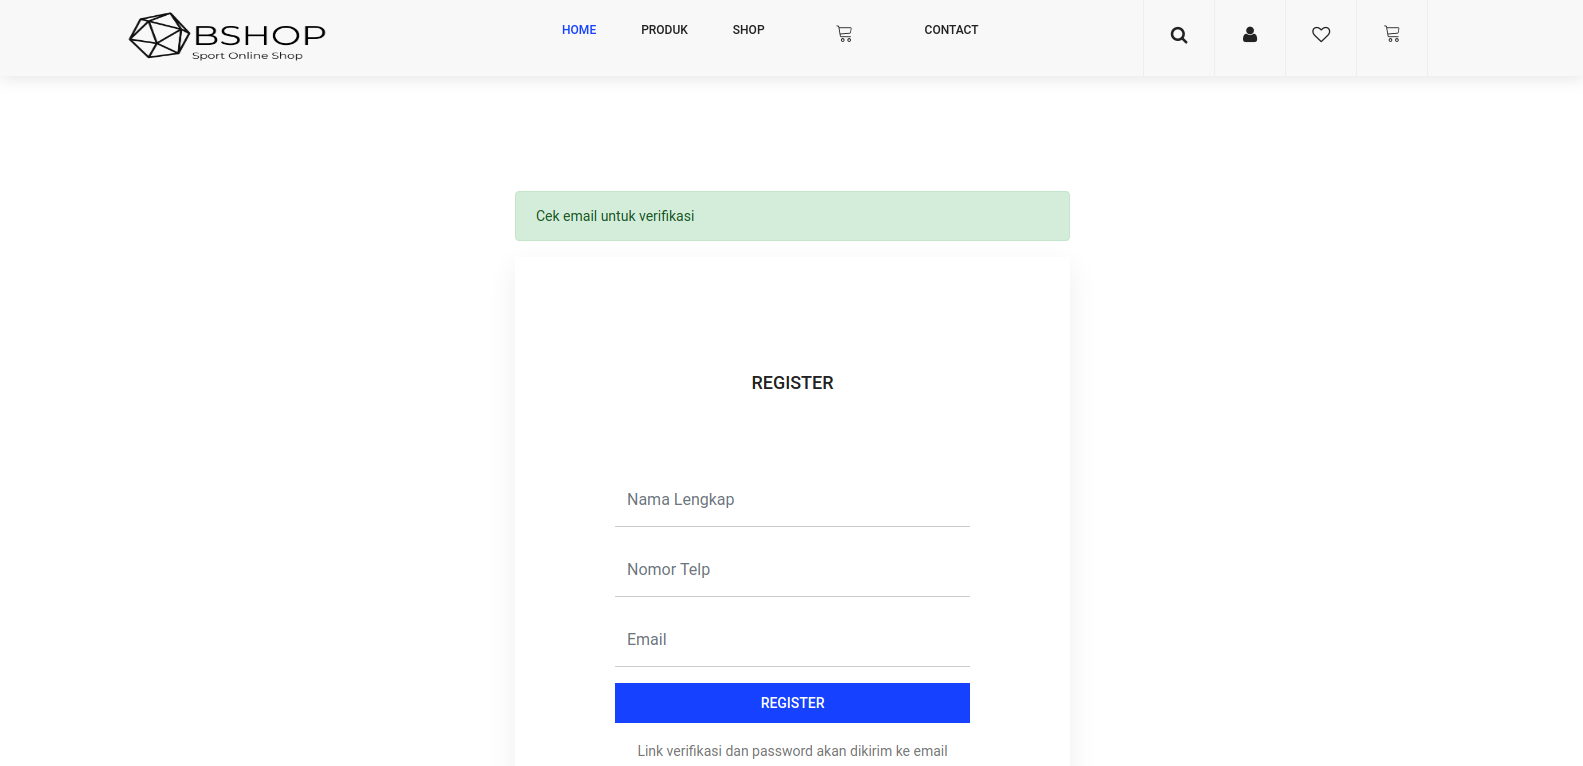 BSHOP
Sport Online Shop
HOME PRODUK SHOP CONTACT
Cek email untuk verifikasi
REGISTER
Nama Lengkap
Nomor Telp
Email
REGISTER
Link verifikasi dan password akan dikirim ke email